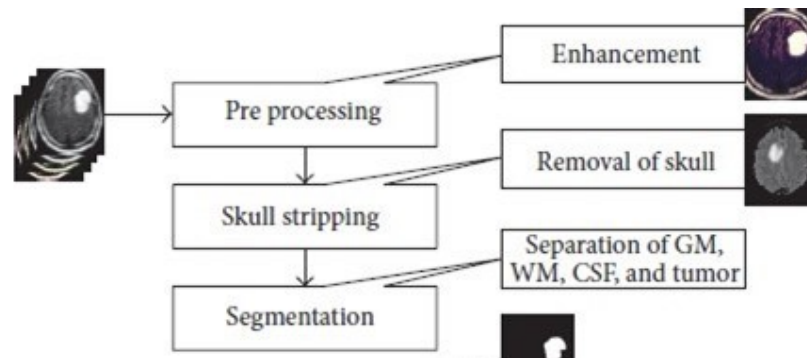 Enhancement
Pre processing
Removal of skull
Skull stripping
Separation of GM,
WM, CSF, and tumor
Segmentation